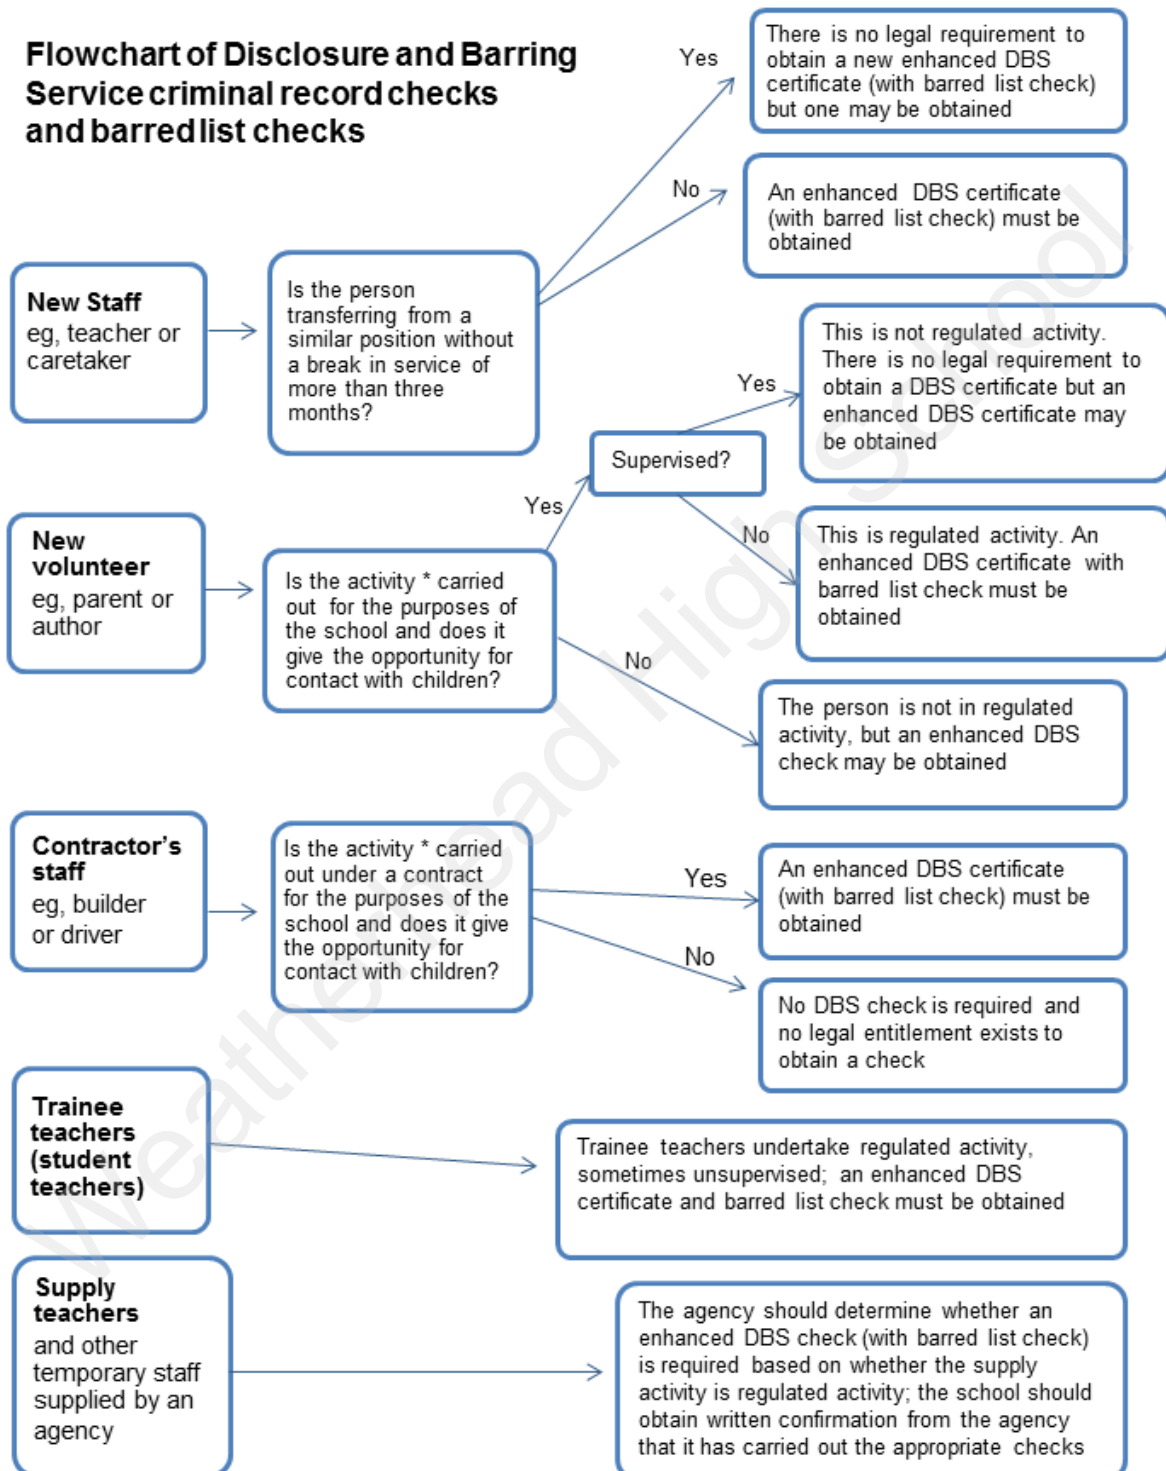 Flowchart of Disclosure and Barring
Service criminal record checks
and barred list checks
Yes
There is no legal requirement to
obtain a new enhanced DBS
certificate (with barred list check)
but one may be obtained
No
An enhanced DBS certificate
(with barred list check) must be
obtained
New Staff
eg, teacher or
caretaker
Is the person
transferring from a
similar position without
a break in service of
more than three
months?
This is not regulated activity.
There is no legal requirement to
obtain a DBS certificate but an
enhanced DBS certificate may
be obtained
Yes
Supervised?
Yes
No
This is regulated activity. An
enhanced DBS certificate with
barred list check must be
obtained
New
volunteer
eg, parent or
author
Is the activity * carried
out for the purposes of
the school and does it
give the opportunity for
contact with children?
No
The person is not in regulated
activity, but an enhanced DBS
check may be obtained
Contractor's
staff
eg, builder
or driver
Is the activity * carried
out under a contract
for the purposes of the
school and does it give
the opportunity for
contact with children?
Yes
An enhanced DBS certificate
(with barred list check) must be
obtained
No
No DBS check is required and
no legal entitlement exists to
obtain a check
Trainee
teachers
(student
teachers)
Trainee teachers undertake regulated activity,
sometimes unsupervised; an enhanced DBS
certificate and barred list check must be obtained
Supply
teachers
and other
temporary staff
supplied by an
agency
The agency should determine whether an
enhanced DBS check (with barred list check)
is required based on whether the supply
activity is regulated activity; the school should
obtain written confirmation from the agency
that it has carried out the appropriate checks
Weatherhead High School